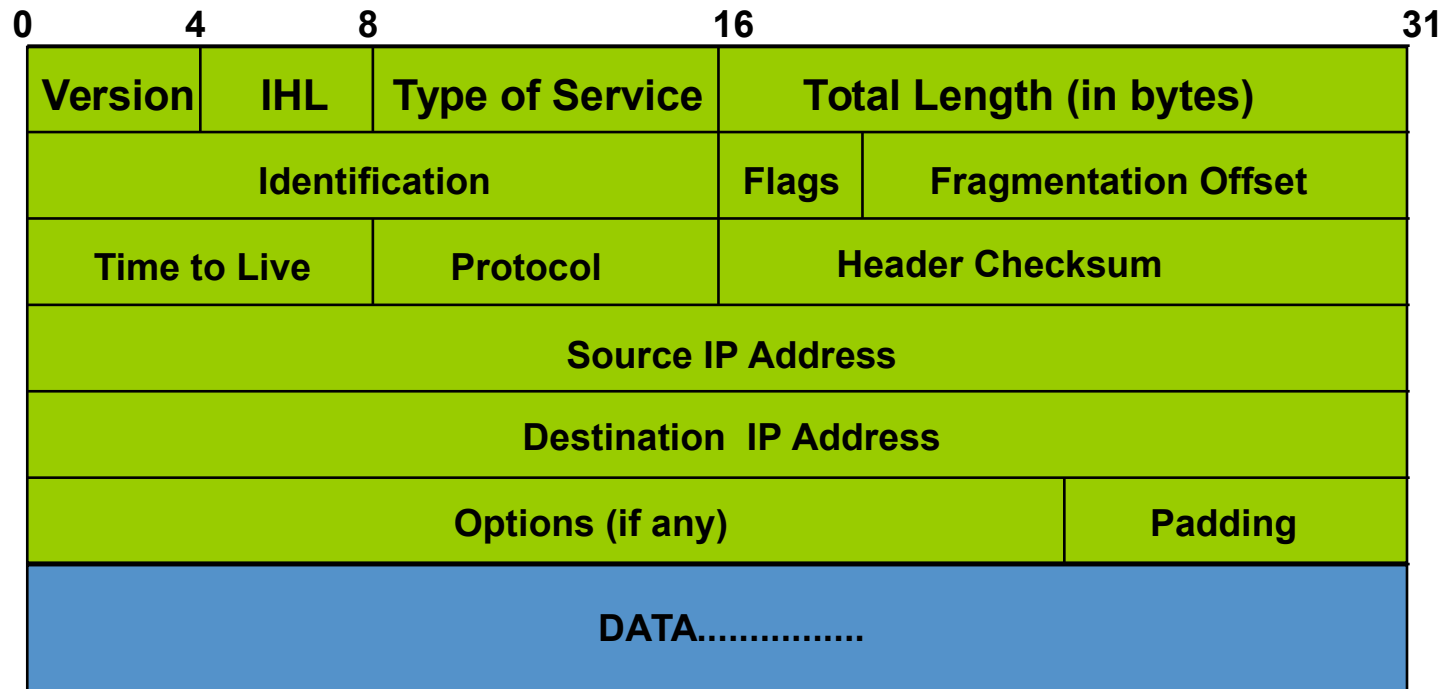 0 4 8 16 31
Version IHL Type of Service Total Length (in bytes)
Identification Flags Fragmentation Offset
Time to Live Protocol Header Checksum
Source IP Address
Destination IP Address
Options (if any) Padding
DATA................